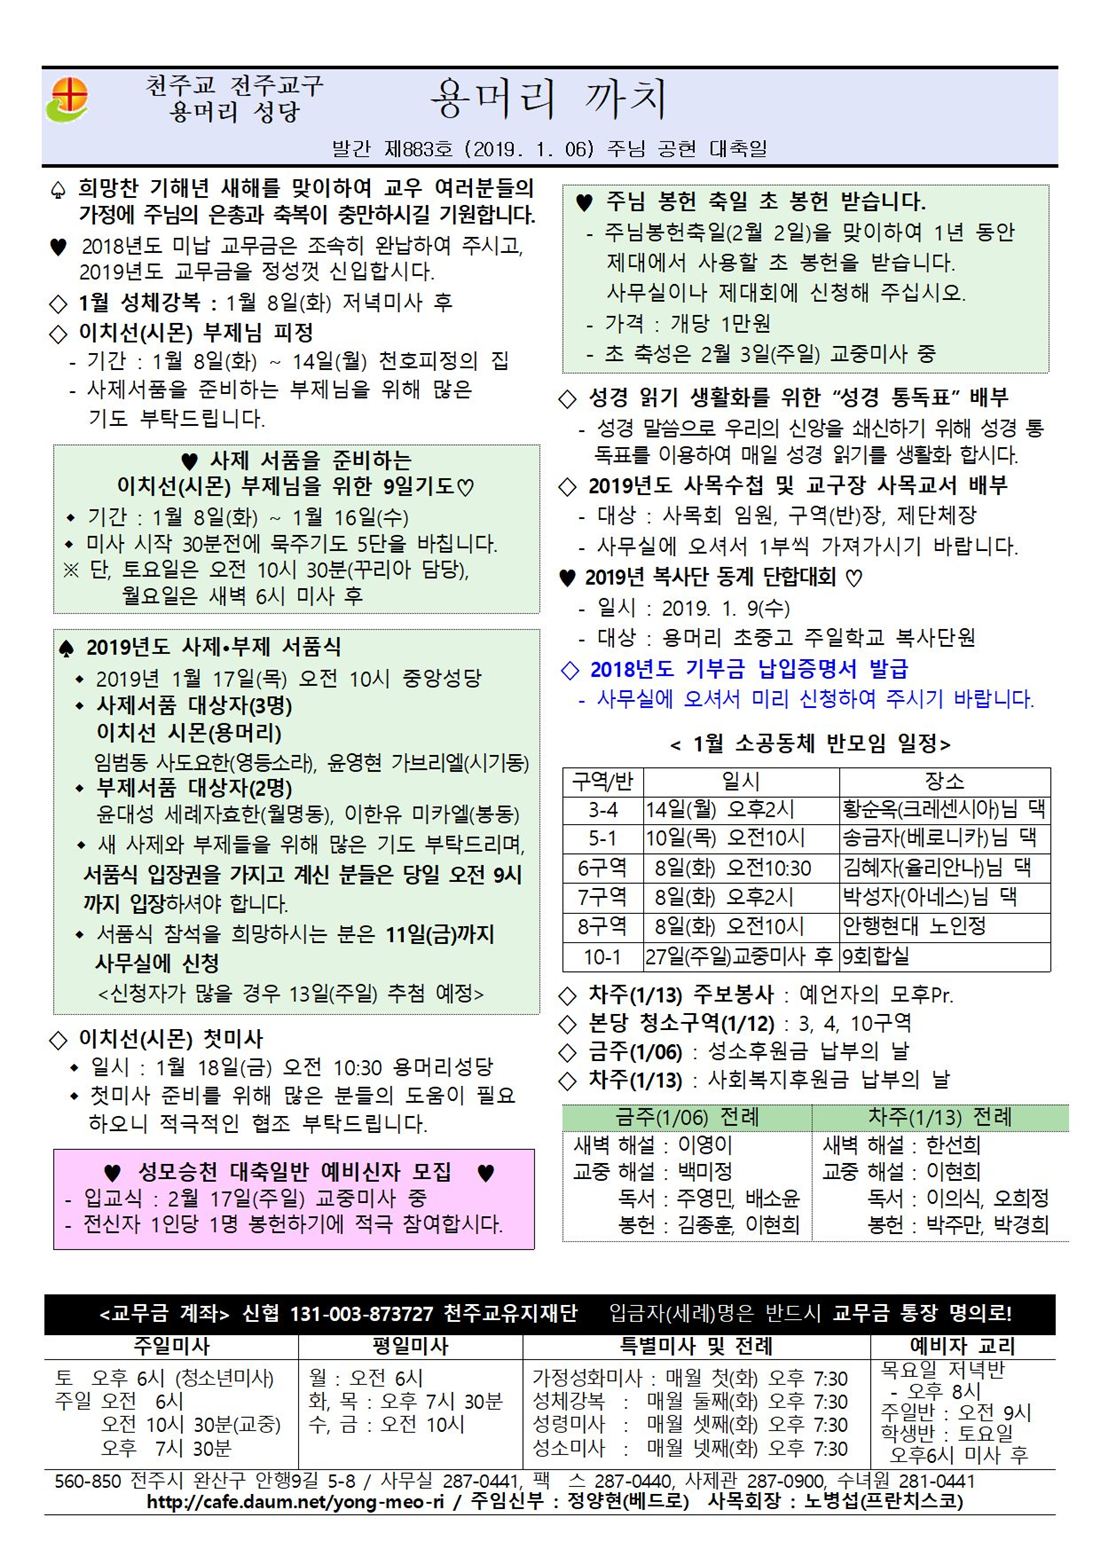 천주교 전주교구
용머리 성당
용머리 까치
발간 제883호 (2019. 1. 06) 주님 공현 대축일
♤ 희망찬 기해년 새해를 맞이하여 교우 여러분들의
가정에 주님의 은총과 축복이 충만하시길 기원합니다.
♥ 2018년도 미납 교무금은 조속히 완납하여 주시고,
2019년도 교무금을 정성껏 신입합시다.
◇ 1월 성체강복 : 1월 8일(화) 저녁미사 후
◇ 이치선(시몬) 부제님 피정
- 기간 : 1월 8일(화) ~ 14일(월) 천호피정의 집
- 사제서품을 준비하는 부제님을 위해 많은
기도 부탁드립니다.
♥ 사제 서품을 준비하는
이치선(시몬) 부제님을 위한 9일기도♡
◆ 기간 : 1월 8일(화) ~ 1월 16일(수)
◆ 미사 시작 30분전에 묵주기도 5단을 바칩니다.
※ 단, 토요일은 오전 10시 30분(꾸리아 담당),
월요일은 새벽 6시 미사 후
♠ 2019년도 사제•부제 서품식
◆ 2019년 1월 17일(목) 오전 10시 중앙성당
◆ 사제서품 대상자(3명)
이치선 시몬(용머리)
임범동 사도요한(영등소라), 윤영현 가브리엘(시기동)
◆ 부제서품 대상자(2명)
윤대성 세례자효한(월명동), 이한유 미카엘(봉동)
◆ 새 사제와 부제들을 위해 많은 기도 부탁드리며,
서품식 입장권을 가지고 계신 분들은 당일 오전 9시
까지 입장하셔야 합니다.
◆ 서품식 참석을 희망하시는 분은 11일(금)까지
사무실에 신청
<신청자가 많을 경우 13일(주일) 추첨 예정>
◇ 이치선(시몬) 첫미사
◆ 일시 : 1월 18일(금) 오전 10:30 용머리성당
◆ 첫미사 준비를 위해 많은 분들의 도움이 필요
하오니 적극적인 협조 부탁드립니다.
♥ 성모승천 대축일반 예비신자 모집 ♥
- 입교식 : 2월 17일(주일) 교중미사 중
- 전신자 1인당 1명 봉헌하기에 적극 참여합시다.
♥ 주님 봉헌 축일 초 봉헌 받습니다.
- 주님봉헌축일(2월 2일)을 맞이하여 1년 동안
제대에서 사용할 초 봉헌을 받습니다.
사무실이나 제대회에 신청해 주십시오.
- 가격 : 개당 1만원
- 초 축성은 2월 3일(주일) 교중미사 중
◇ 성경 읽기 생활화를 위한 “성경 통독표” 배부
- 성경 말씀으로 우리의 신앙을 쇄신하기 위해 성경 통
독표를 이용하여 매일 성경 읽기를 생활화 합시다.
◇ 2019년도 사목수첩 및 교구장 사목교서 배부
- 대상 : 사목회 임원, 구역(반)장, 제단체장
- 사무실에 오셔서 1부씩 가져가시기 바랍니다.
♥ 2019년 복사단 동계 단합대회 ♡
- 일시 : 2019. 1. 9(수)
- 대상 : 용머리 초중고 주일학교 복사단원
◇ 2018년도 기부금 납입증명서 발급
- 사무실에 오셔서 미리 신청하여 주시기 바랍니다.
< 1월 소공동체 반모임 일정>
구역/반 일시 장소
3-4 14일(월) 오후2시 황순옥(크레센시아)님 댁
5-1 10일(목) 오전10시 송금자(베로니카)님 댁
6구역 8일(화) 오전10:30 김혜자(율리안나)님 댁
7구역 8일(화) 오후2시 박성자(아네스)님 댁
8구역 8일(화) 오전10시 안행현대 노인정
10-1 27일(주일)교중미사 후 9회합실
◇ 차주(1/13) 주보봉사 : 예언자의 모후Pr.
◇ 본당 청소구역(1/12) : 3, 4, 10구역
◇ 금주(1/06) : 성소후원금 납부의 날
◇ 차주(1/13) : 사회복지후원금 납부의 날
금주(1/06) 전례 차주(1/13) 전례
새벽 해설 : 이영이 새벽 해설 : 한선희
교중 해설 : 백미정 교중 해설 : 이현희
독서 : 주영민, 배소윤 독서 : 이의식, 오희정
봉헌 : 김종훈, 이현희 봉헌 : 박주만, 박경희
<교무금 계좌> 신협 131-003-873727 천주교유지재단 입금자(세례)명은 반드시 교무금 통장 명의로!
주일미사 평일미사 특별미사 및 전례 예비자 교리
토 오후 6시 (청소년미사)
주일 오전 6시
오전 10시 30분(교중)
오후 7시 30분
월 : 오전 6시
화, 목 : 오후 7시 30분
수, 금 : 오전 10시
가정성화미사 : 매월 첫(화) 오후 7:30
성체강복 : 매월 둘째(화) 오후 7:30
성령미사 : 매월 셋째(화) 오후 7:30
성소미사 : 매월 넷째(화) 오후 7:30
목요일 저녁반
- 오후 8시
주일반 : 오전 9시
학생반 : 토요일
오후6시 미사 후
560-850 전주시 완산구 안행9길 5-8 / 사무실 287-0441, 팩 스 287-0440, 사제관 287-0900, 수녀원 281-0441
http://cafe.daum.net/yong-meo-ri / 주임신부 : 정양현(베드로) 사목회장 : 노병섭(프란치스코)